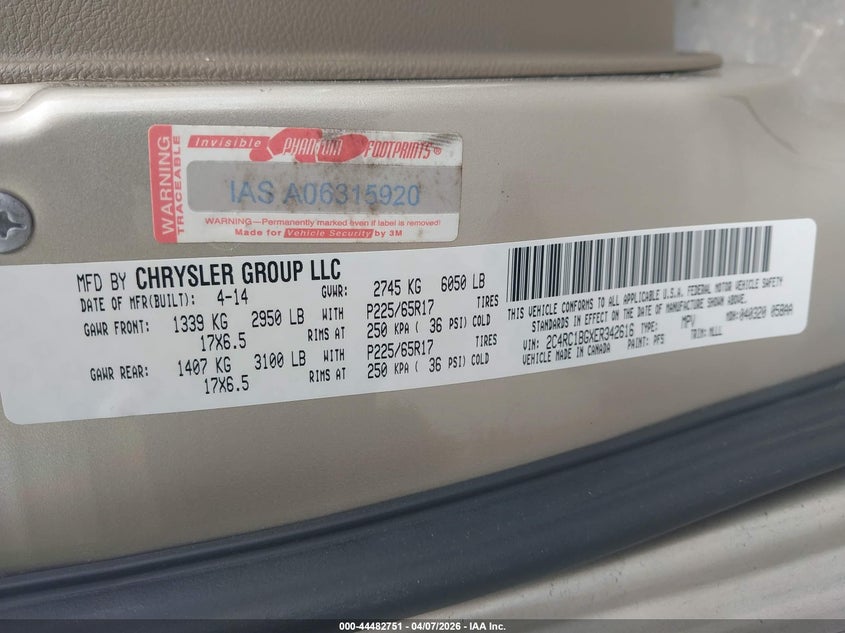 WARNING
TRACEABLE
Invisible PHANTOM FOOTPRINTS®
IAS A06315920
WARNING—Permanently marked even if label is removed!
Made for Vehicle Security by 3M
MFD BY CHRYSLER GROUP LLC
DATE OF MFR(BUILT): 4-14 GVWR: 2745 KG 6050 LB
GAWR FRONT: 1339 KG 2950 LB WITH P225/65R17 TIRES
17X6.5 RIMS AT 250 KPA ( 36 PSI) COLD
GAWR REAR: 1407 KG 3100 LB WITH P225/65R17 TIRES
17X6.5 RIMS AT 250 KPA ( 36 PSI) COLD
THIS VEHICLE CONFORMS TO ALL APPLICABLE U.S.A. FEDERAL MOTOR VEHICLE SAFETY
STANDARDS IN EFFECT ON THE DATE OF MANUFACTURE SHOWN ABOVE.
VIN: 2C4RC1BGXER342616 TYPE: MPV MDH: 040320 058AA
VEHICLE MADE IN CANADA PAINT: PFS TRIM: MLLL
000-44482751 - 04/07/2026 - IAA Inc.